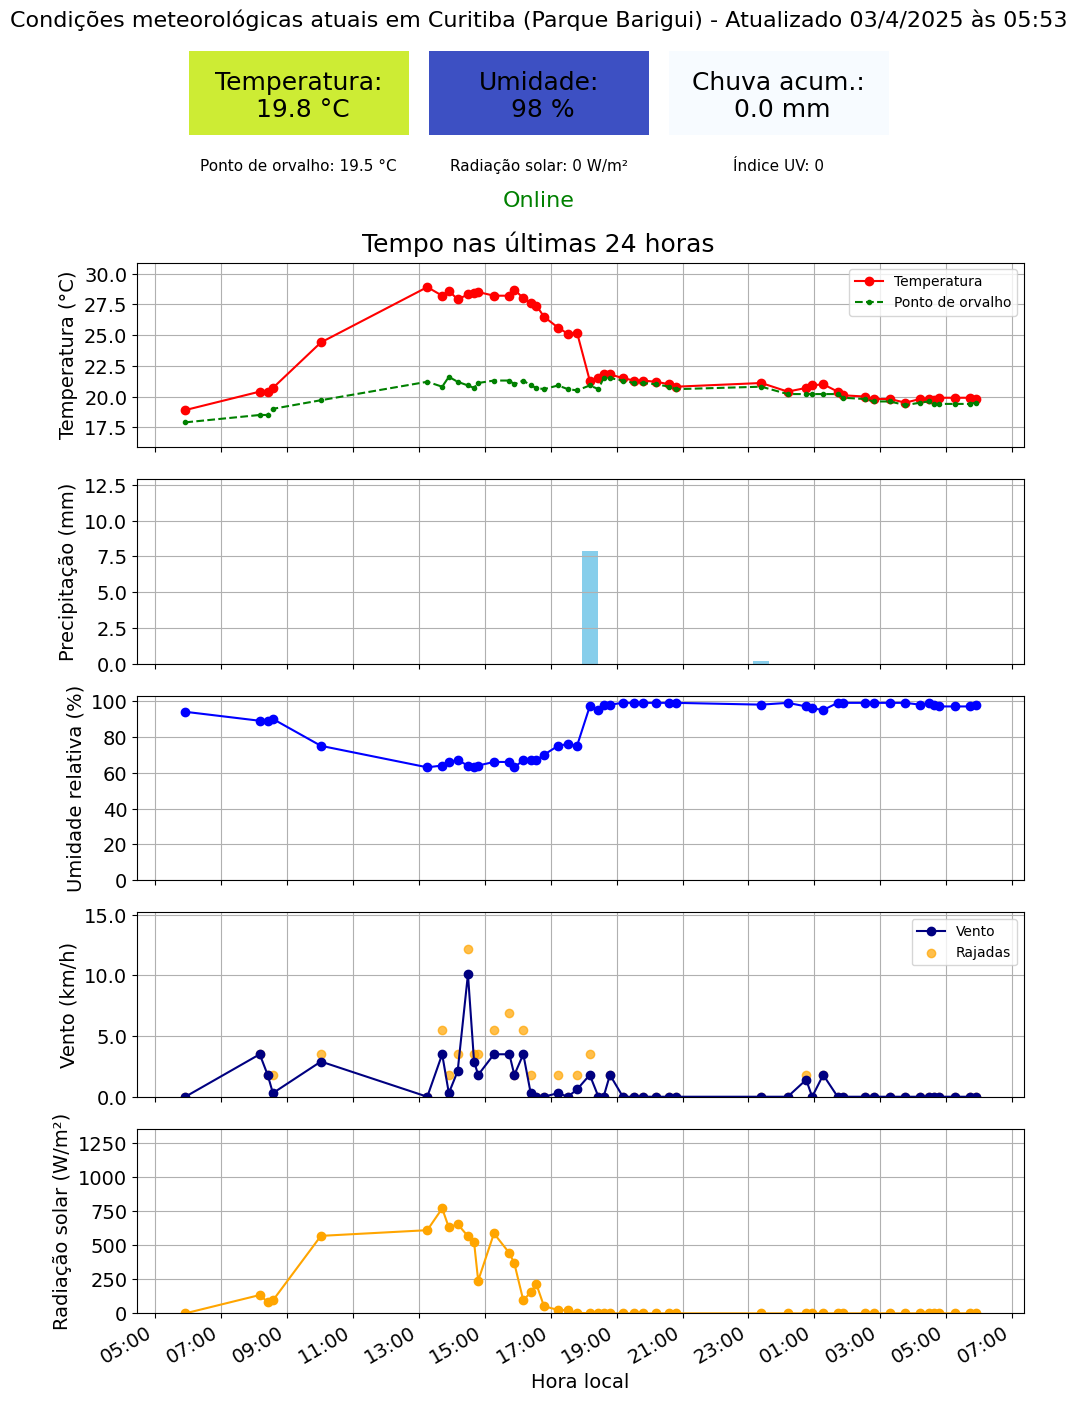 Condições meteorológicas atuais em Curitiba (Parque Barigui) - Atualizado 03/4/2025 às 05:53
Temperatura:
19.8 °C
Umidade:
98 %
Chuva acum.:
0.0 mm
Ponto de orvalho: 19.5 °C
Radiação solar: 0 W/m²
Índice UV: 0
Online
Tempo nas últimas 24 horas
Temperatura (°C)
30.0
27.5
25.0
22.5
20.0
17.5
Temperatura
Ponto de orvalho
Precipitação (mm)
12.5
10.0
7.5
5.0
2.5
0.0
Umidade relativa (%)
100
80
60
40
20
0
Vento (km/h)
15.0
10.0
5.0
0.0
Vento
Rajadas
Radiação solar (W/m²)
1250
1000
750
500
250
0
05:00 07:00 09:00 11:00 13:00 15:00 17:00 19:00 21:00 23:00 01:00 03:00 05:00 07:00
Hora local